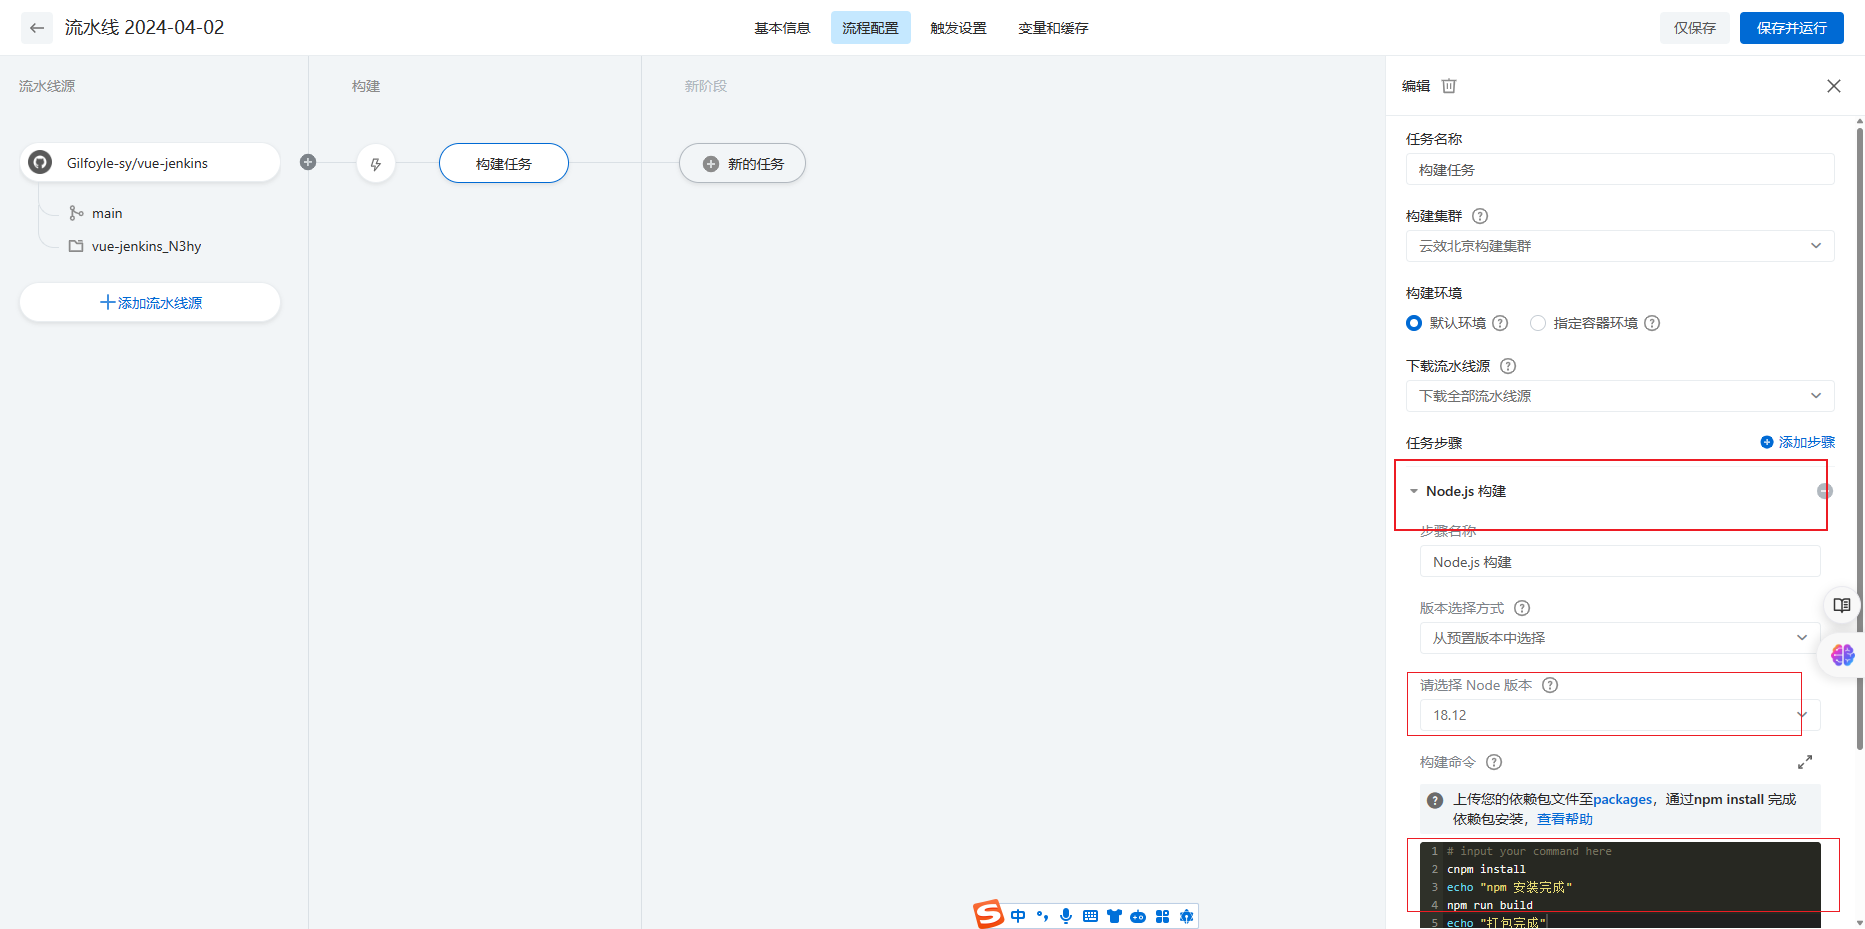 流水线 2024-04-02
基本信息
流程配置
触发设置
变量和缓存
仅保存
保存并运行
流水线源
构建
新阶段
Gilfoyle-sy/vue-jenkins
构建任务
新的任务
main
vue-jenkins_N3hy
添加流水线源
编辑
任务名称
构建任务
构建集群
云效北京构建集群
构建环境
默认环境
指定容器环境
下载流水线源
下载全部流水线源
任务步骤
添加步骤
Node.js 构建
步骤名称
Node.js 构建
版本选择方式
从预置版本中选择
请选择 Node 版本
18.12
构建命令
上传您的依赖包文件至packages，通过npm install 完成
依赖包安装，查看帮助
1 # input your command here
2 cnpm install
3 echo "npm 安装完成"
4 npm run build
5 echo "打包完成"
中